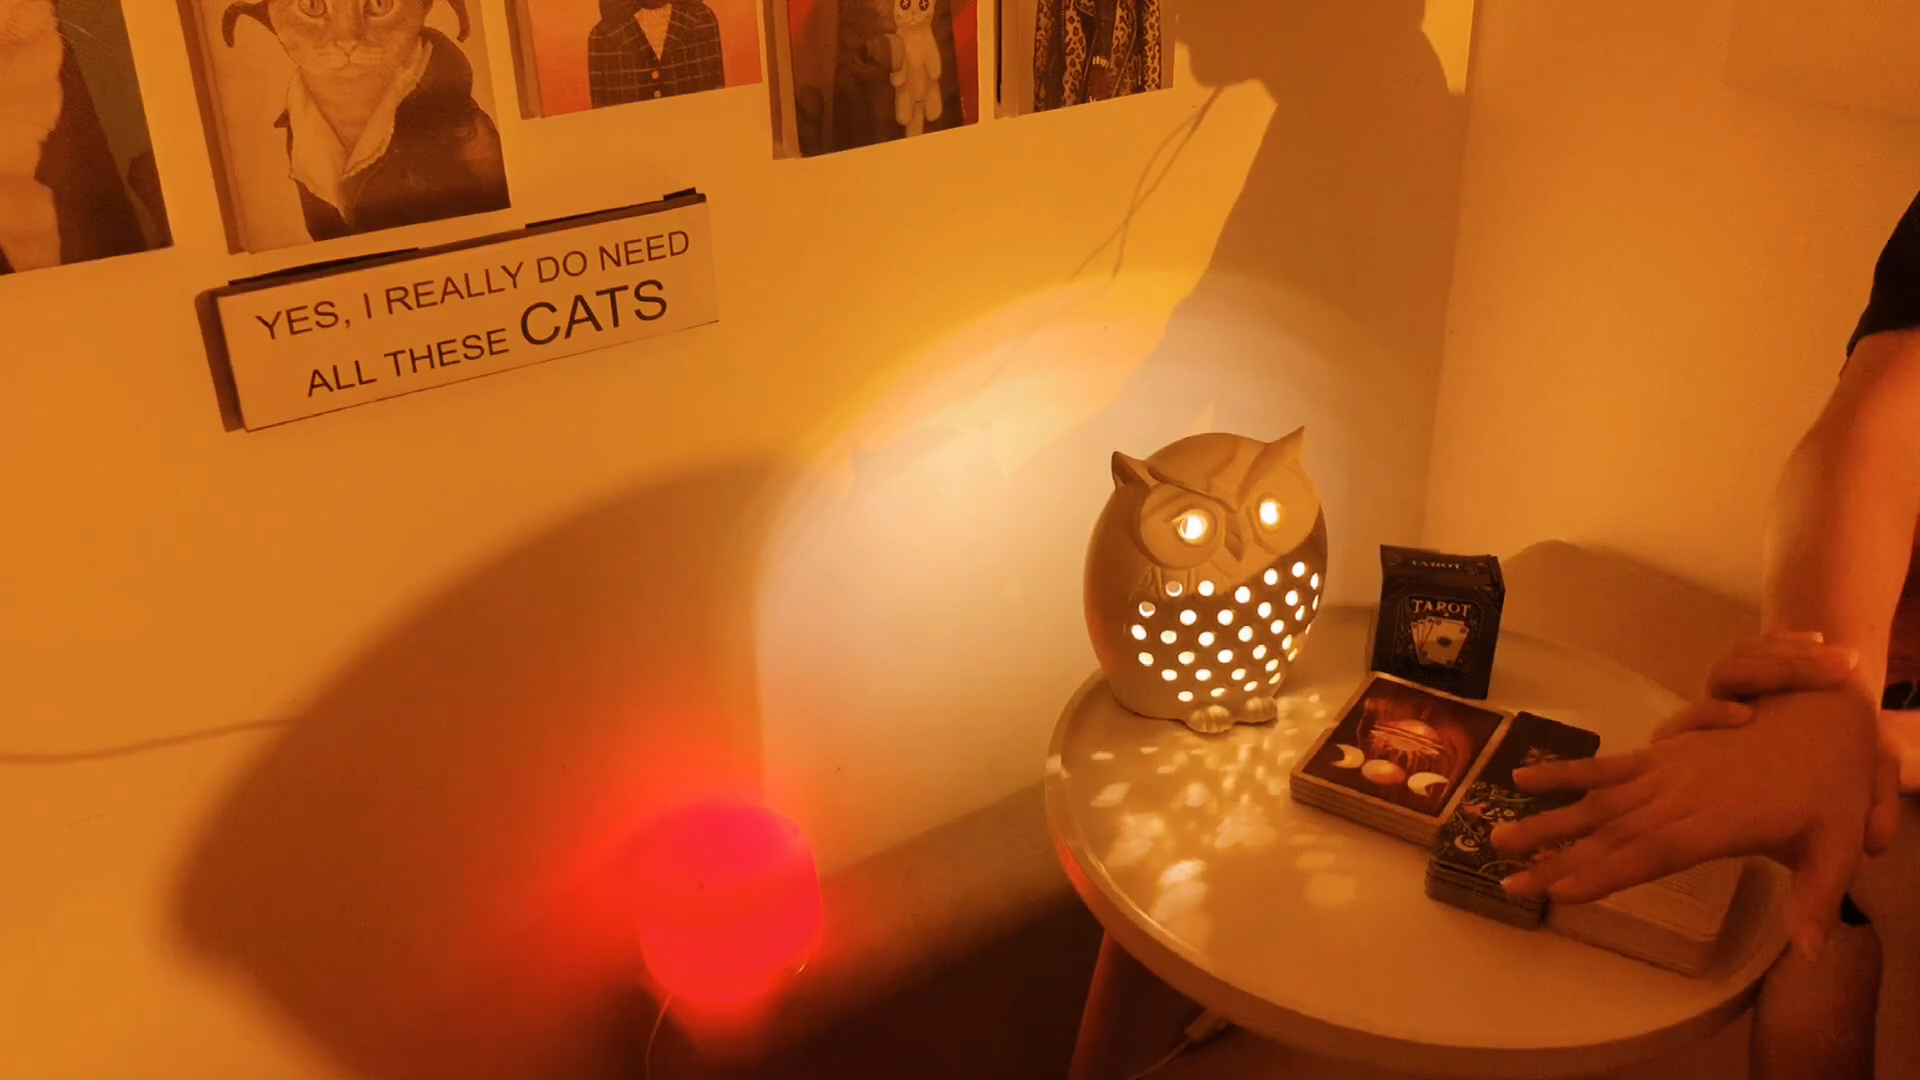 YES, I REALLY DO NEED
ALL THESE CATS
TAROT
TAROT